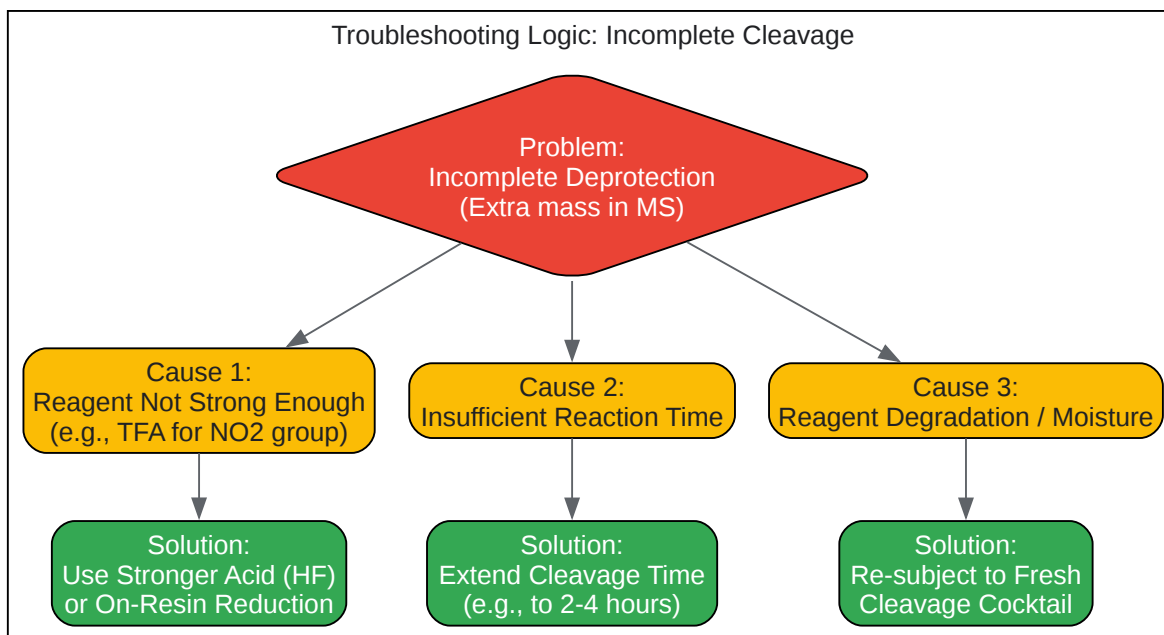 Troubleshooting Logic: Incomplete Cleavage
Problem:
Incomplete Deprotection
(Extra mass in MS)
Cause 1:
Reagent Not Strong Enough
(e.g., TFA for NO2 group)
Cause 2:
Insufficient Reaction Time
Cause 3:
Reagent Degradation / Moisture
Solution:
Use Stronger Acid (HF)
or On-Resin Reduction
Solution:
Extend Cleavage Time
(e.g., to 2-4 hours)
Solution:
Re-subject to Fresh
Cleavage Cocktail